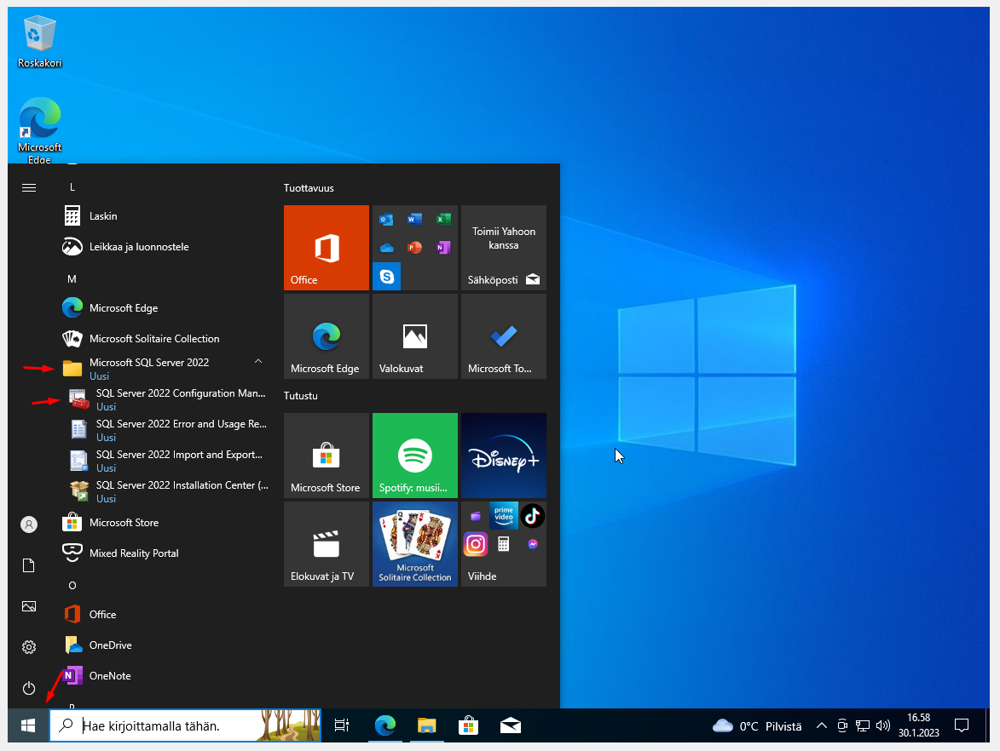 Roskakori
Microsoft
Edge
L
Laskin
Leikkaa ja luonnostele
M
Microsoft Edge
Microsoft Solitaire Collection
Microsoft SQL Server 2022
Uusi
SQL Server 2022 Configuration Man...
Uusi
SQL Server 2022 Error and Usage Re...
Uusi
SQL Server 2022 Import and Export...
Uusi
SQL Server 2022 Installation Center (...
Uusi
Microsoft Store
Mixed Reality Portal
O
Office
OneDrive
OneNote
Tuottavuus
Office
Toimii Yahoon
kanssa
Sähköposti
Microsoft Edge
Valokuvat
Microsoft To...
Tutustu
Microsoft Store
Spotify: musii...
Disney+
Elokuvat ja TV
Microsoft
Solitaire Collection
prime
video
Viihde
Hae kirjoittamalla tähän.
0°C Pilvistä
16.58
30.1.2023